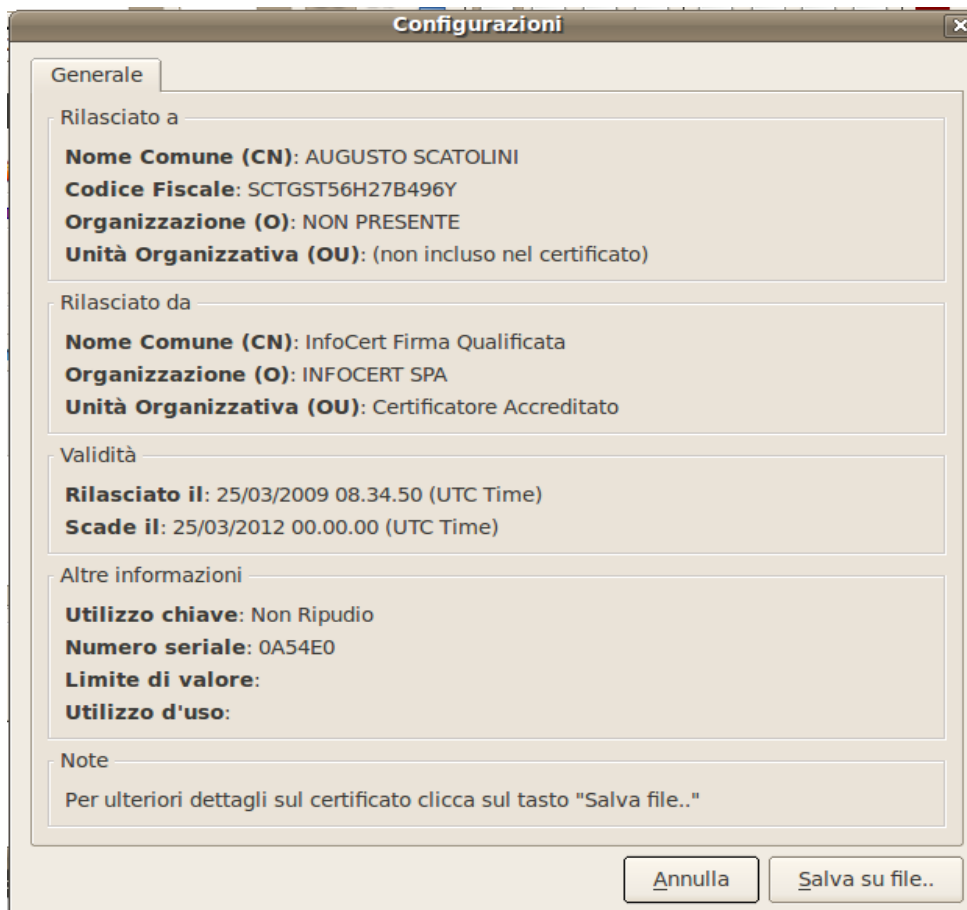 Configurazioni
Generale
Rilasciato a
Nome Comune (CN): AUGUSTO SCATOLINI
Codice Fiscale: SCTGST56H27B496Y
Organizzazione (O): NON PRESENTE
Unità Organizzativa (OU): (non incluso nel certificato)
Rilasciato da
Nome Comune (CN): InfoCert Firma Qualificata
Organizzazione (O): INFOCERT SPA
Unità Organizzativa (OU): Certificatore Accreditato
Validità
Rilasciato il: 25/03/2009 08.34.50 (UTC Time)
Scade il: 25/03/2012 00.00.00 (UTC Time)
Altre informazioni
Utilizzo chiave: Non Ripudio
Numero seriale: 0A54E0
Limite di valore:
Utilizzo d'uso:
Note
Per ulteriori dettagli sul certificato clicca sul tasto "Salva file.."
Annulla Salva su file..